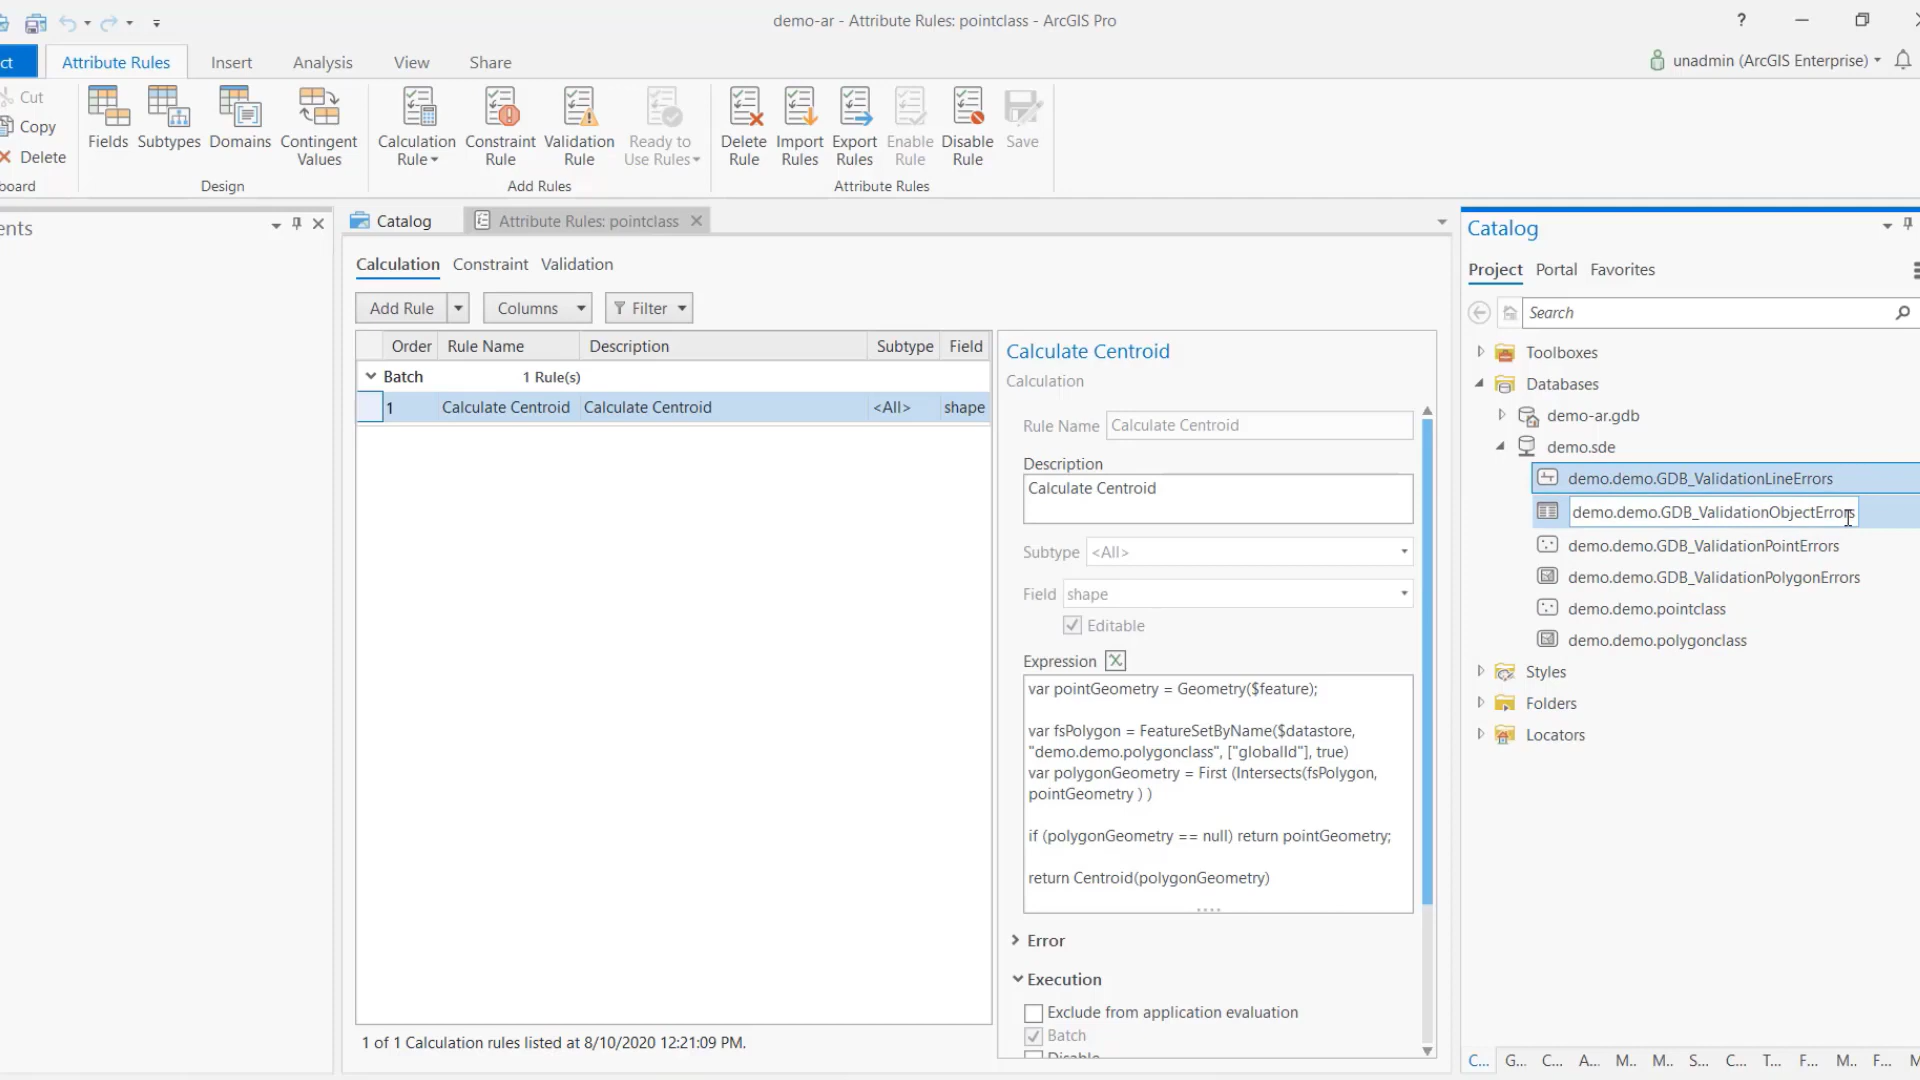 demo-ar - Attribute Rules: pointclass - ArcGIS Pro
?
ct
Attribute Rules
Insert
Analysis
View
Share
unadmin (ArcGIS Enterprise)
Cut
Copy
Delete
board
Fields
Subtypes
Domains
Contingent
Values
Design
Calculation
Rule
Constraint
Rule
Validation
Rule
Ready to
Use Rules
Add Rules
Delete
Rule
Import
Rules
Export
Rules
Enable
Rule
Disable
Rule
Save
Attribute Rules
ents
Catalog
Attribute Rules: pointclass
Calculation
Constraint
Validation
Add Rule
Columns
Filter
Order
Rule Name
Description
Subtype
Field
Batch
1 Rule(s)
1
Calculate Centroid
Calculate Centroid
<All>
shape
1 of 1 Calculation rules listed at 8/10/2020 12:21:09 PM.
Calculate Centroid
Calculation
Rule Name
Calculate Centroid
Description
Calculate Centroid
Subtype
<All>
Field
shape
Editable
Expression
var pointGeometry = Geometry($feature);
var fsPolygon = FeatureSetByName($datastore,
"demo.demo.polygonclass", ["globalId"], true)
var polygonGeometry = First (Intersects(fsPolygon,
pointGeometry ) )
if (polygonGeometry == null) return pointGeometry;
return Centroid(polygonGeometry)
Error
Execution
Exclude from application evaluation
Batch
Disable
Catalog
Project
Portal
Favorites
Search
Toolboxes
Databases
demo-ar.gdb
demo.sde
demo.demo.GDB_ValidationLineErrors
demo.demo.GDB_ValidationObjectErrors
demo.demo.GDB_ValidationPointErrors
demo.demo.GDB_ValidationPolygonErrors
demo.demo.pointclass
demo.demo.polygonclass
Styles
Folders
Locators
C...
G...
C...
A...
M..
M..
S...
C...
T...
F...
M..
F...
M